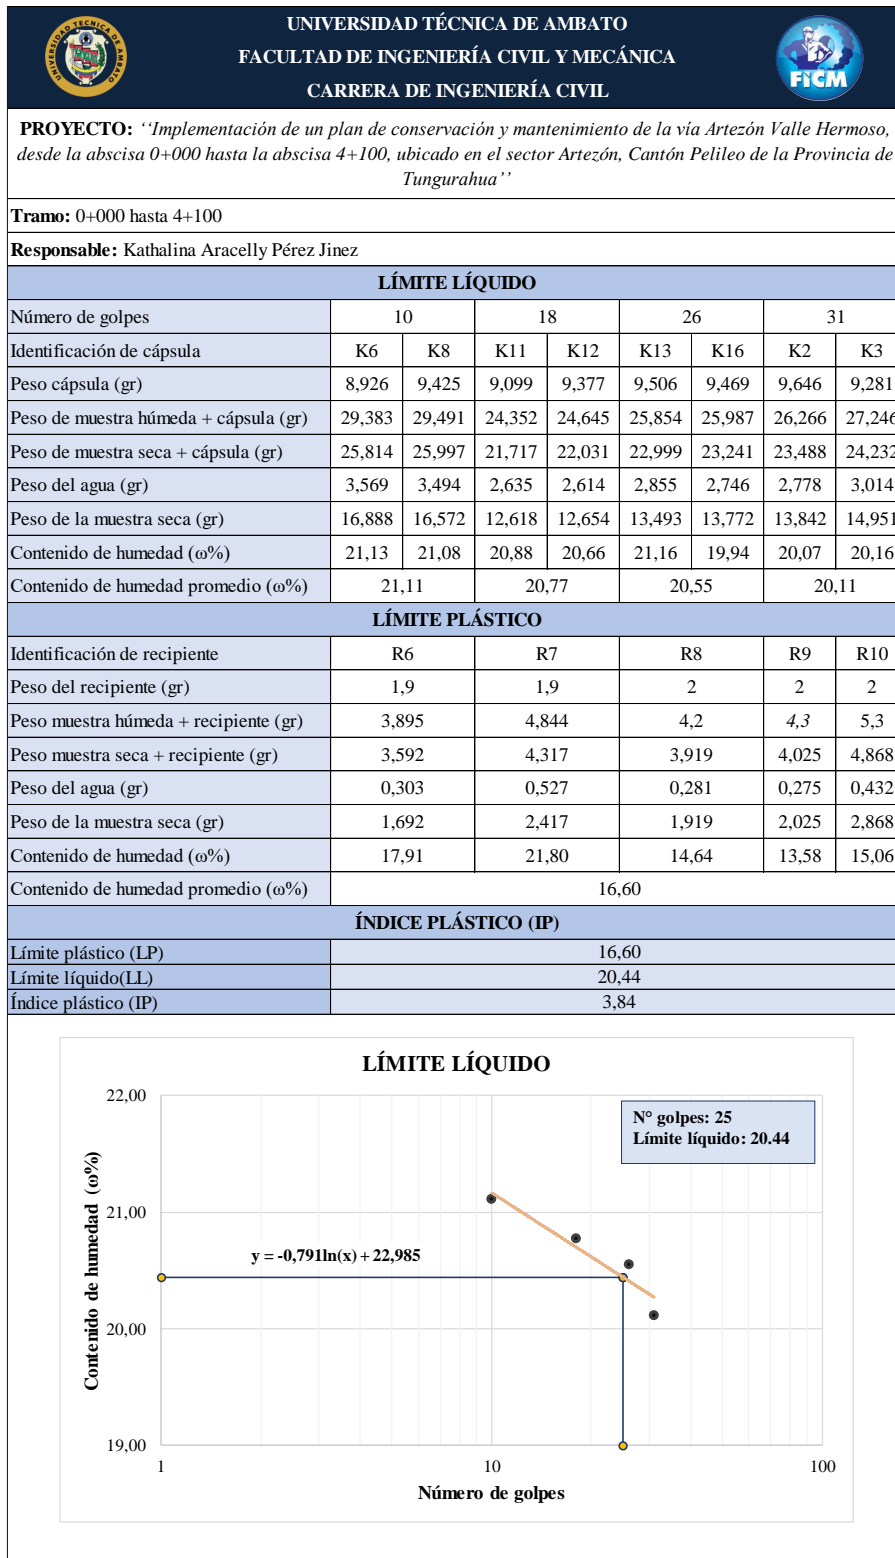 UNIVERSIDAD TÉCNICA DE AMBATO
FACULTAD DE INGENIERÍA CIVIL Y MECÁNICA
CARRERA DE INGENIERÍA CIVIL
UNIVERSIDAD TECNICA DE AMBATO
FICM
PROYECTO: ‘‘Implementación de un plan de conservación y mantenimiento de la vía Artezón Valle Hermoso,
desde la abscisa 0+000 hasta la abscisa 4+100, ubicado en el sector Artezón, Cantón Pelileo de la Provincia de
Tungurahua’’
Tramo: 0+000 hasta 4+100
Responsable: Kathalina Aracelly Pérez Jinez
LÍMITE LÍQUIDO
Número de golpes 10 18 26 31
Identificación de cápsula K6 K8 K11 K12 K13 K16 K2 K3
Peso cápsula (gr) 8,926 9,425 9,099 9,377 9,506 9,469 9,646 9,281
Peso de muestra húmeda + cápsula (gr) 29,383 29,491 24,352 24,645 25,854 25,987 26,266 27,246
Peso de muestra seca + cápsula (gr) 25,814 25,997 21,717 22,031 22,999 23,241 23,488 24,232
Peso del agua (gr) 3,569 3,494 2,635 2,614 2,855 2,746 2,778 3,014
Peso de la muestra seca (gr) 16,888 16,572 12,618 12,654 13,493 13,772 13,842 14,951
Contenido de humedad (ω%) 21,13 21,08 20,88 20,66 21,16 19,94 20,07 20,16
Contenido de humedad promedio (ω%) 21,11 20,77 20,55 20,11
LÍMITE PLÁSTICO
Identificación de recipiente R6 R7 R8 R9 R10
Peso del recipiente (gr) 1,9 1,9 2 2 2
Peso muestra húmeda + recipiente (gr) 3,895 4,844 4,2 4,3 5,3
Peso muestra seca + recipiente (gr) 3,592 4,317 3,919 4,025 4,868
Peso del agua (gr) 0,303 0,527 0,281 0,275 0,432
Peso de la muestra seca (gr) 1,692 2,417 1,919 2,025 2,868
Contenido de humedad (ω%) 17,91 21,80 14,64 13,58 15,06
Contenido de humedad promedio (ω%) 16,60
ÍNDICE PLÁSTICO (IP)
Límite plástico (LP) 16,60
Límite líquido(LL) 20,44
Índice plástico (IP) 3,84
LÍMITE LÍQUIDO
22,00
21,00
20,00
19,00
Contenido de humedad (ω%)
N° golpes: 25
Límite líquido: 20.44
y = -0,791ln(x) + 22,985
1 10 100
Número de golpes